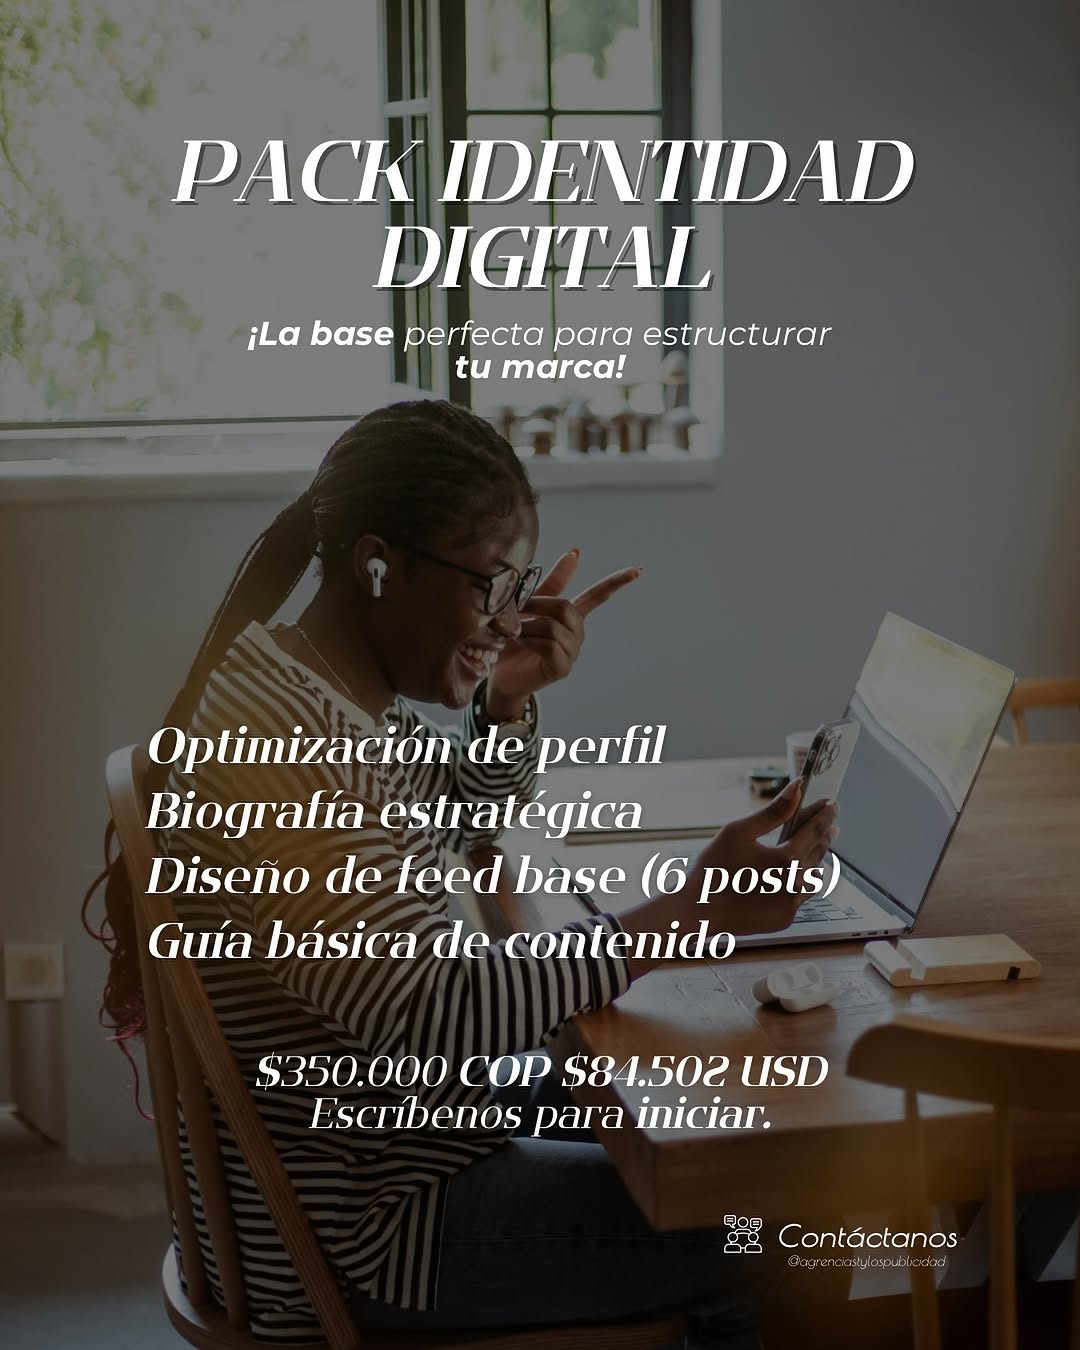 PACK IDENTIDAD
DIGITAL
¡La base perfecta para estructurar
tu marca!
Optimización de perfil
Biografía estratégica
Diseño de feed base (6 posts)
Guía básica de contenido
$350.000 COP $84.502 USD
Escríbenos para iniciar.
Contáctanos
@agrenciastylospublicidad